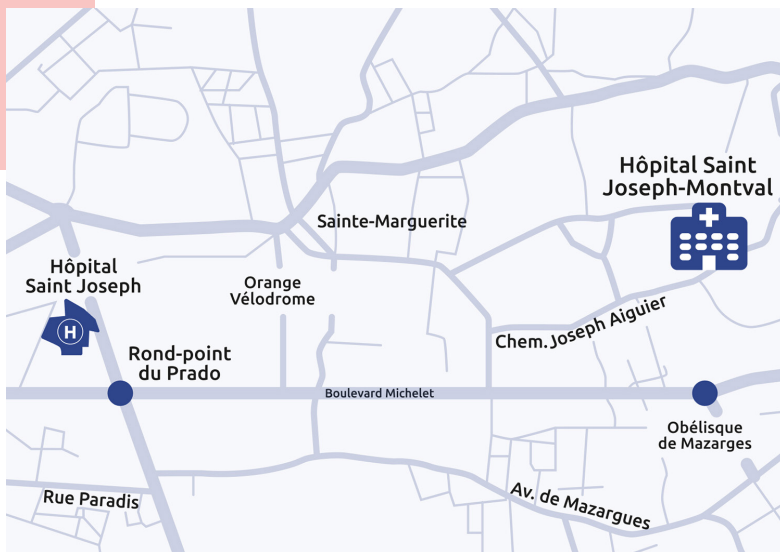 Hôpital Saint
Joseph-Montval
Sainte-Marguerite
Hôpital
Saint Joseph
Orange
Vélodrome
H
Chem. Joseph Aiguier
Rond-point
du Prado
Boulevard Michelet
Obélisque
de Mazarges
Rue Paradis
Av. de Mazargues